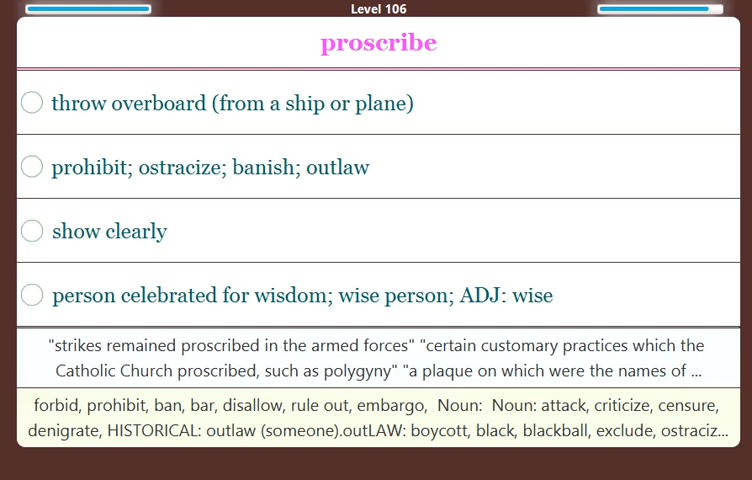 Level 106
proscribe
throw overboard (from a ship or plane)
prohibit; ostracize; banish; outlaw
show clearly
person celebrated for wisdom; wise person; ADJ: wise
"strikes remained proscribed in the armed forces" "certain customary practices which the
Catholic Church proscribed, such as polygyny" "a plaque on which were the names of ...
forbid, prohibit, ban, bar, disallow, rule out, embargo,  Noun:  Noun: attack, criticize, censure,
denigrate, HISTORICAL: outlaw (someone).outLAW: boycott, black, blackball, exclude, ostraciz...